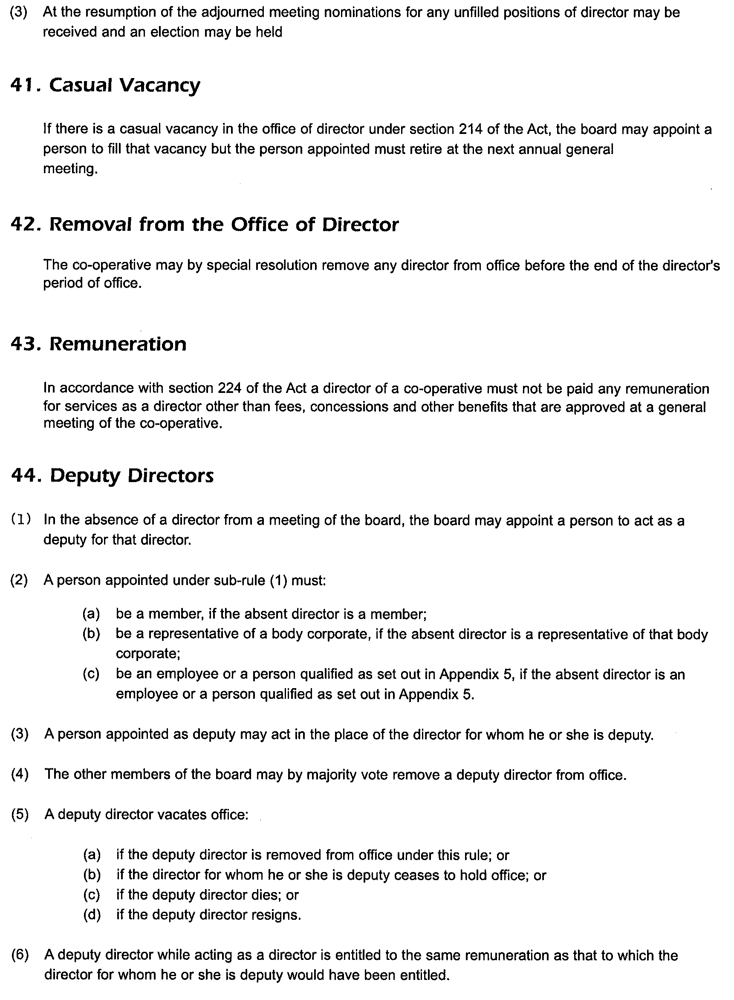 (3) At the resumption of the adjourned meeting nominations for any unfilled positions of director may be
received and an election may be held
41. Casual Vacancy
If there is a casual vacancy in the office of director under section 214 of the Act, the board may appoint a
person to fill that vacancy but the person appointed must retire at the next annual general
meeting.
42. Removal from the Office of Director
The co-operative may by special resolution remove any director from office before the end of the director's
period of office.
43. Remuneration
In accordance with section 224 of the Act a director of a co-operative must not be paid any remuneration
for services as a director other than fees, concessions and other benefits that are approved at a general
meeting of the co-operative.
44. Deputy Directors
(1) In the absence of a director from a meeting of the board, the board may appoint a person to act as a
deputy for that director.
(2) A person appointed under sub-rule (1) must:
(a) be a member, if the absent director is a member;
(b) be a representative of a body corporate, if the absent director is a representative of that body
corporate;
(c) be an employee or a person qualified as set out in Appendix 5, if the absent director is an
employee or a person qualified as set out in Appendix 5.
(3) A person appointed as deputy may act in the place of the director for whom he or she is deputy.
(4) The other members of the board may by majority vote remove a deputy director from office.
(5) A deputy director vacates office:
(a) if the deputy director is removed from office under this rule; or
(b) if the director for whom he or she is deputy ceases to hold office; or
(c) if the deputy director dies; or
(d) if the deputy director resigns.
(6) A deputy director while acting as a director is entitled to the same remuneration as that to which the
director for whom he or she is deputy would have been entitled.